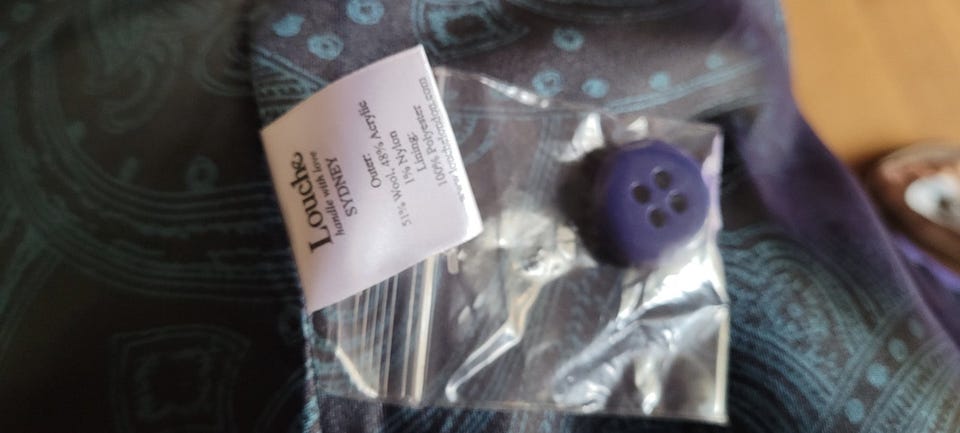 Louche
handle with love
SYDNEY
Outer:
51% Wool, 48% Acrylic
1% Nylon
Lining:
100% Polyester
www.louchelondon.com